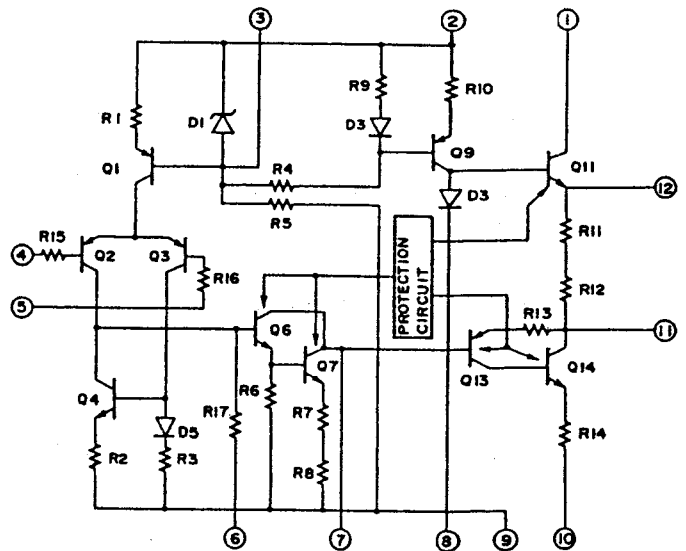 3
2
1
R1
D1
R9
R10
D3
Q1
Q9
Q11
R4
D3
12
R5
R11
R15
4
Q2
Q3
PROTECTION
CIRCUIT
R16
R12
5
R13
11
Q6
Q7
Q13
Q14
Q4
R6
R17
R7
D5
R14
R2
R3
R8
6
7
8
9
10